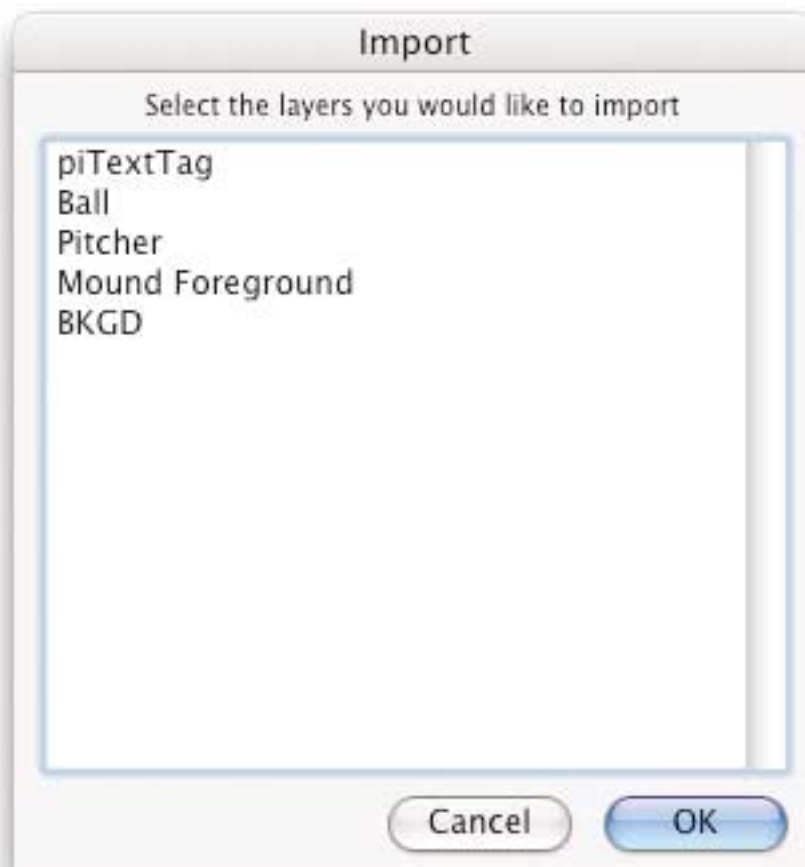 Import
Select the layers you would like to import
piTextTag
Ball
Pitcher
Mound Foreground
BKGD
Cancel OK